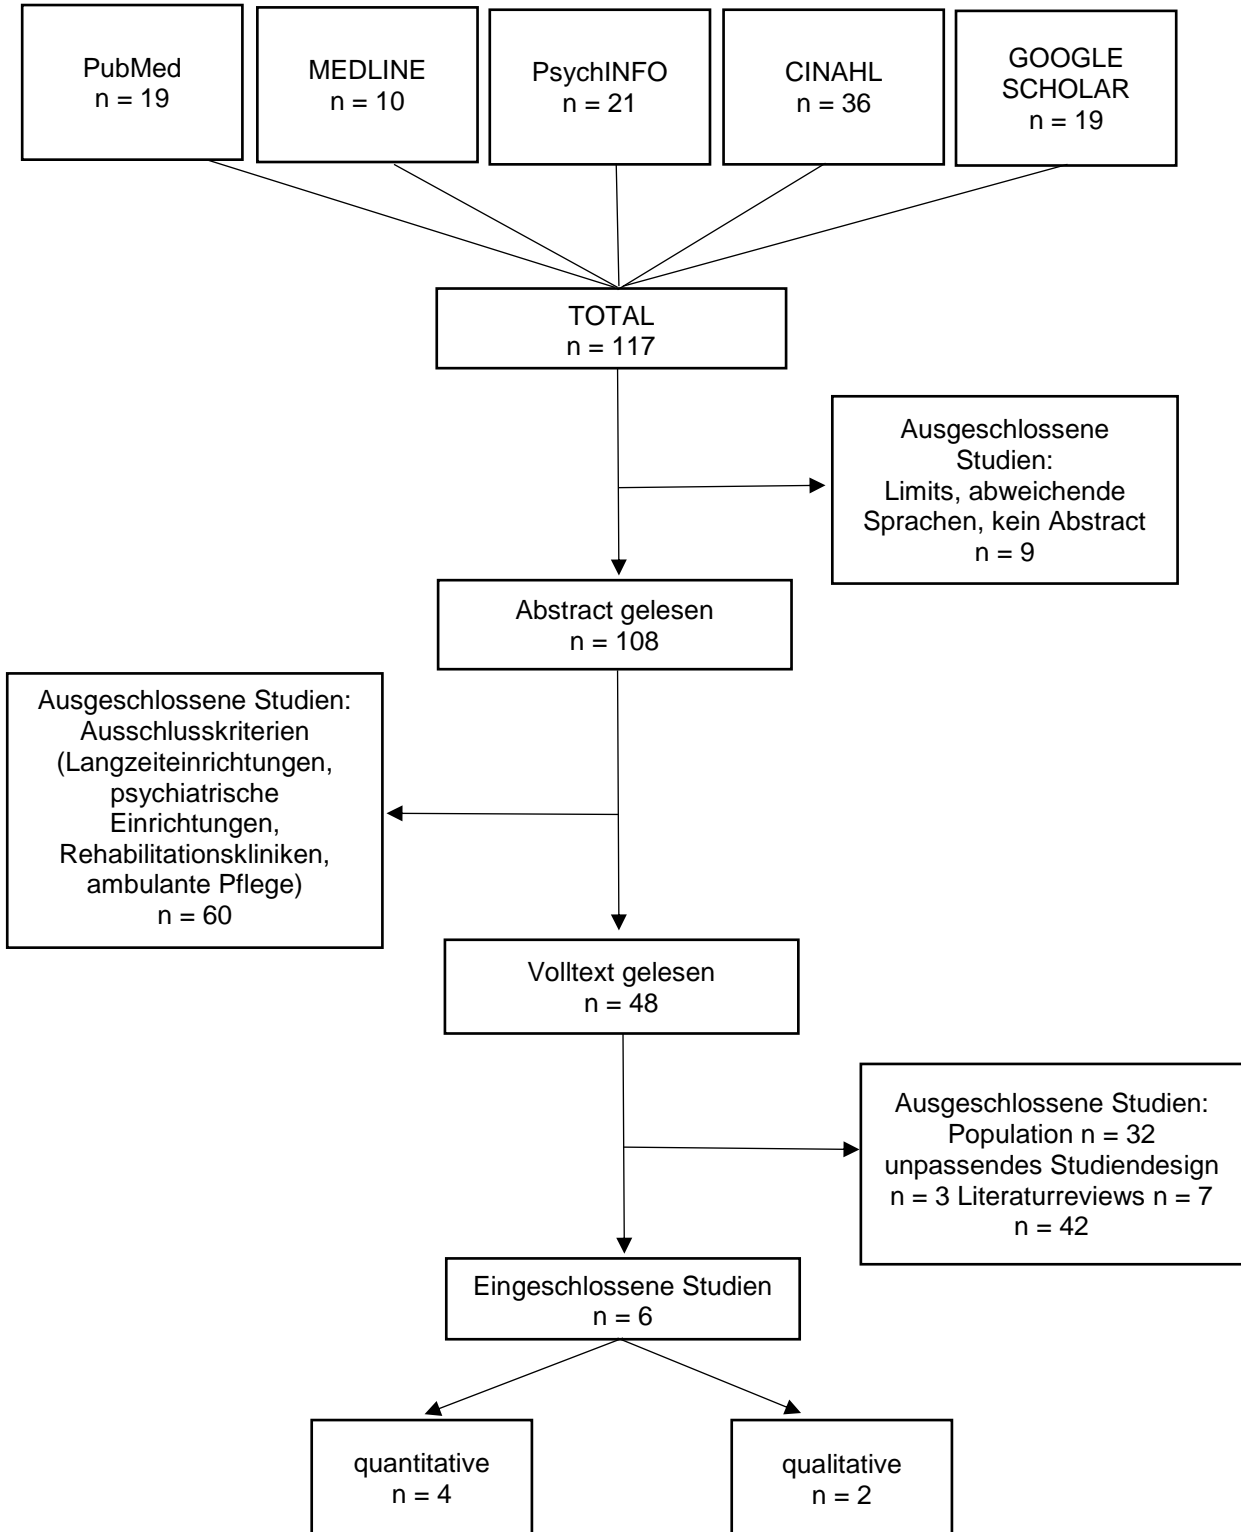 PubMed
n = 19
MEDLINE
n = 10
PsychINFO
n = 21
CINAHL
n = 36
GOOGLE
SCHOLAR
n = 19
TOTAL
n = 117
Ausgeschlossene
Studien:
Limits, abweichende
Sprachen, kein Abstract
n = 9
Abstract gelesen
n = 108
Ausgeschlossene Studien:
Ausschlusskriterien
(Langzeiteinrichtungen,
psychiatrische
Einrichtungen,
Rehabilitationskliniken,
ambulante Pflege)
n = 60
Volltext gelesen
n = 48
Ausgeschlossene Studien:
Population n = 32
unpassendes Studiendesign
n = 3 Literaturreviews n = 7
n = 42
Eingeschlossene Studien
n = 6
quantitative
n = 4
qualitative
n = 2